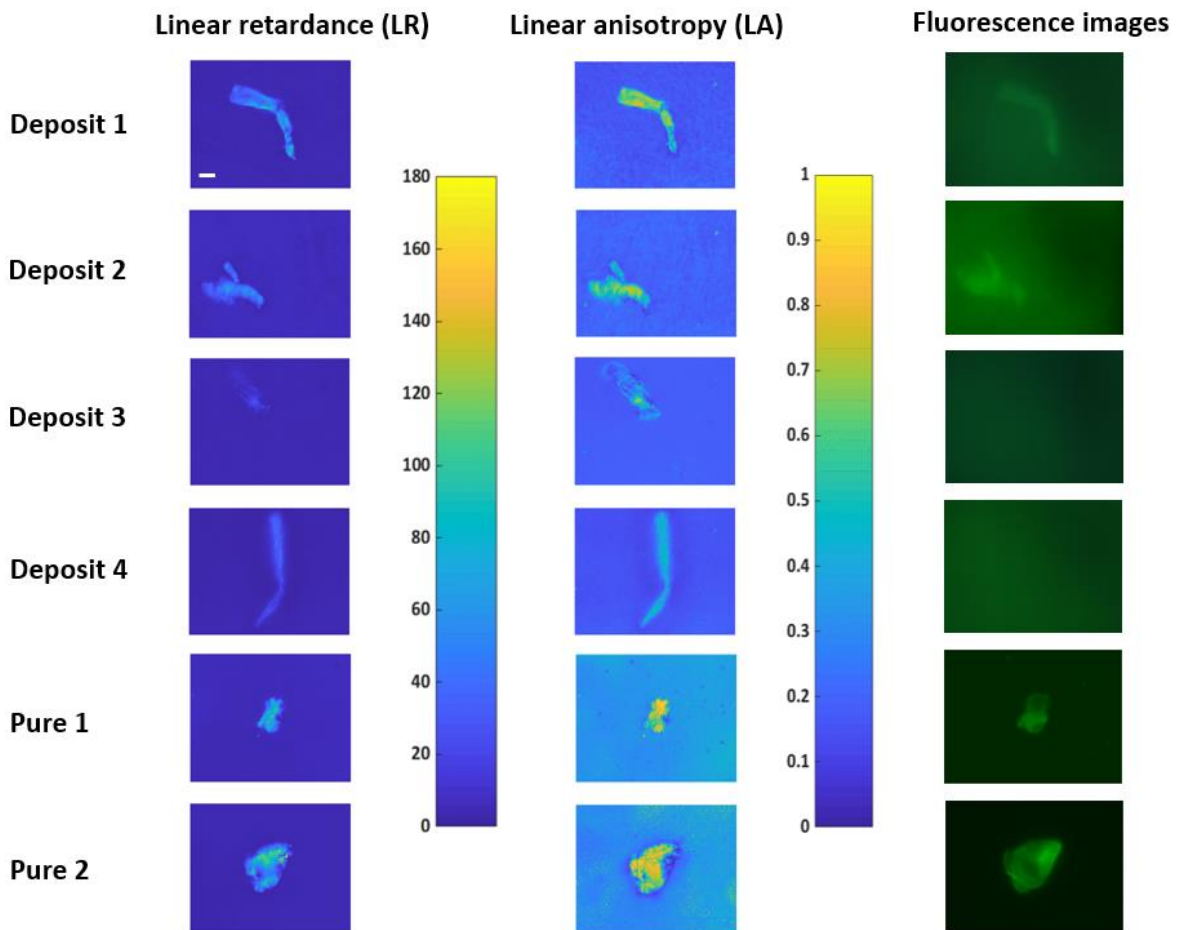 Linear retardance (LR)
Linear anisotropy (LA)
Fluorescence images
Deposit 1
Deposit 2
Deposit 3
Deposit 4
Pure 1
Pure 2
180
160
140
120
100
80
60
40
20
0
1
0.9
0.8
0.7
0.6
0.5
0.4
0.3
0.2
0.1
0